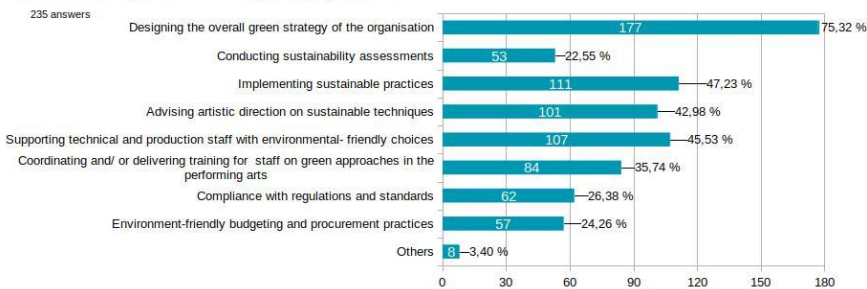 235 answers
Designing the overall green strategy of the organisation 177 75,32 %
Conducting sustainability assessments 53 22,55 %
Implementing sustainable practices 111 47,23 %
Advising artistic direction on sustainable techniques 101 42,98 %
Supporting technical and production staff with environmental- friendly choices 107 45,53 %
Coordinating and/ or delivering training for staff on green approaches in the
performing arts 84 35,74 %
Compliance with regulations and standards 62 26,38 %
Environment-friendly budgeting and procurement practices 57 24,26 %
Others 8 3,40 %
0 30 60 90 120 150 180